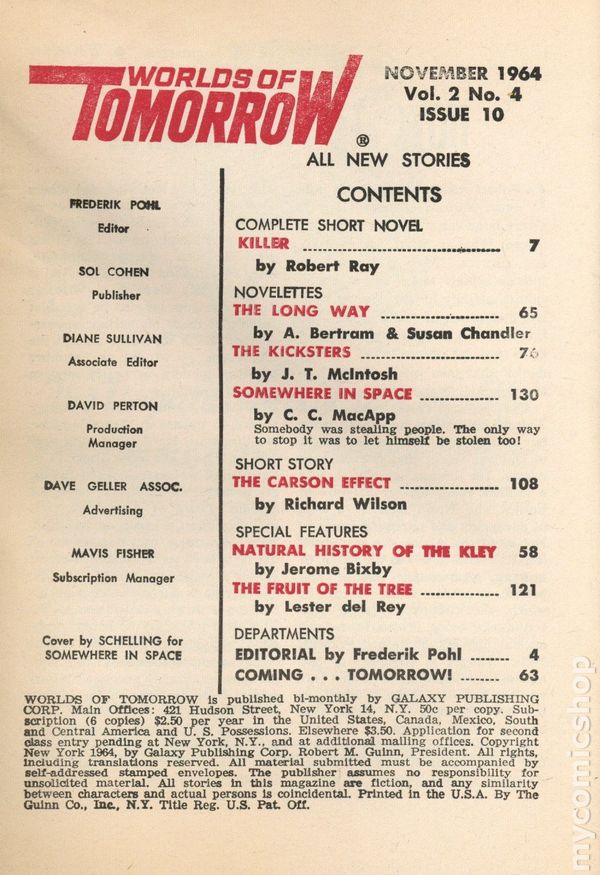 WORLDS OF
TOMORROW ®
NOVEMBER 1964
Vol. 2 No. 4
ISSUE 10
ALL NEW STORIES
FREDERIK POHL
Editor
SOL COHEN
Publisher
DIANE SULLIVAN
Associate Editor
DAVID PERTON
Production
Manager
DAVE GELLER ASSOC.
Advertising
MAVIS FISHER
Subscription Manager
Cover by SCHELLING for
SOMEWHERE IN SPACE
CONTENTS
COMPLETE SHORT NOVEL
KILLER ........................ 7
by Robert Ray
NOVELETTES
THE LONG WAY ................ 65
by A. Bertram & Susan Chandler
THE KICKSTERS .................. 76
by J. T. McIntosh
SOMEWHERE IN SPACE ........... 130
by C. C. MacApp
Somebody was stealing people. The only way
to stop it was to let himself be stolen too!
SHORT STORY
THE CARSON EFFECT ............ 108
by Richard Wilson
SPECIAL FEATURES
NATURAL HISTORY OF THE KLEY 58
by Jerome Bixby
THE FRUIT OF THE TREE ........... 121
by Lester del Rey
DEPARTMENTS
EDITORIAL by Frederik Pohl ........ 4
COMING . . . TOMORROW! ........ 63
WORLDS OF TOMORROW is published bi-monthly by GALAXY PUBLISHING
CORP. Main Offices: 421 Hudson Street, New York 14, N.Y. 50c per copy. Sub-
scription (6 copies) $2.50 per year in the United States, Canada, Mexico, South
and Central America and U. S. Possessions. Elsewhere $3.50. Application for second
class entry pending at New York, N.Y., and at additional mailing offices. Copyright
New York 1964, by Galaxy Publishing Corp. Robert M. Guinn, President. All rights,
including translations reserved. All material submitted must be accompanied by
self-addressed stamped envelopes. The publisher assumes no responsibility for
unsolicited material. All stories in this magazine are fiction, and any similarity
between characters and actual persons is coincidental. Printed in the U.S.A. By The
Guinn Co., Inc., N.Y. Title Reg. U.S. Pat. Off.
mycomicshop